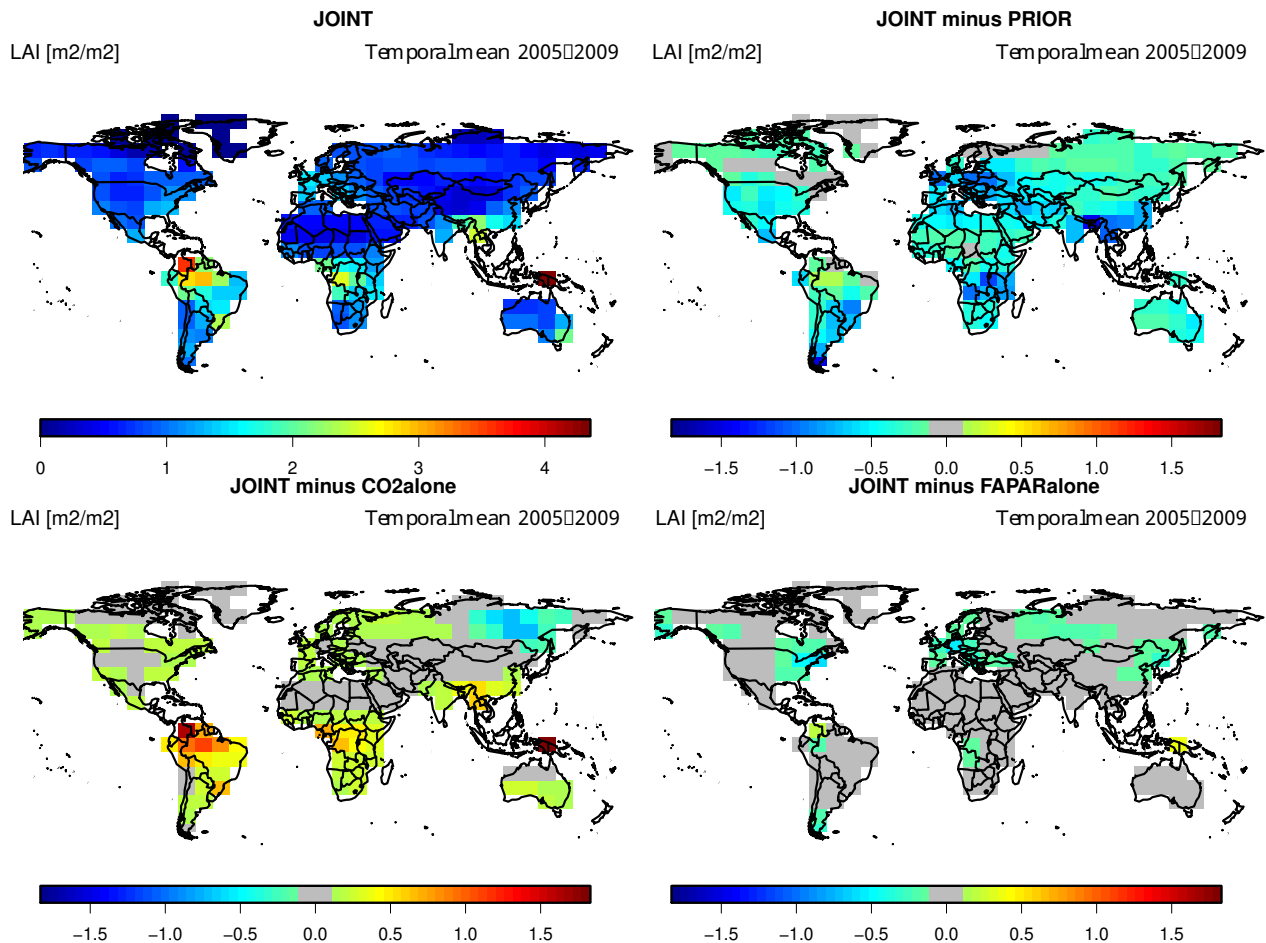 JOINT
JOINT minus PRIOR
LAI [m2/m2]
Temporalmean 2005▯2009
LAI [m2/m2]
Temporalmean 2005▯2009
0 1 2 3 4
−1.5 −1.0 −0.5 0.0 0.5 1.0 1.5
JOINT minus CO2alone
JOINT minus FAPARalone
LAI [m2/m2]
Temporalmean 2005▯2009
LAI [m2/m2]
Temporalmean 2005▯2009
−1.5 −1.0 −0.5 0.0 0.5 1.0 1.5
−1.5 −1.0 −0.5 0.0 0.5 1.0 1.5